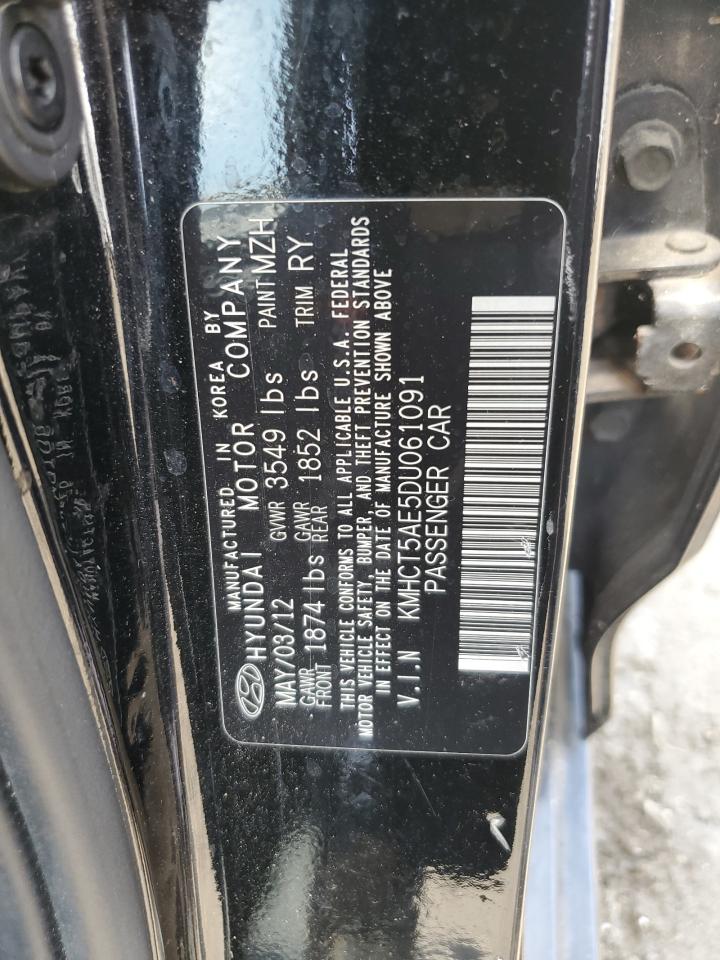 MANUFACTURED IN KOREA BY
HYUNDAI MOTOR COMPANY
MAY/03/12 GVWR 3549 lbs PAINT MZH
GAWR FRONT 1874 lbs GAWR REAR 1852 lbs TRIM RY
THIS VEHICLE CONFORMS TO ALL APPLICABLE U.S.A. FEDERAL
MOTOR VEHICLE SAFETY, BUMPER, AND THEFT PREVENTION STANDARDS
IN EFFECT ON THE DATE OF MANUFACTURE SHOWN ABOVE
V.I.N KMHCT5AE5DU061091
PASSENGER CAR